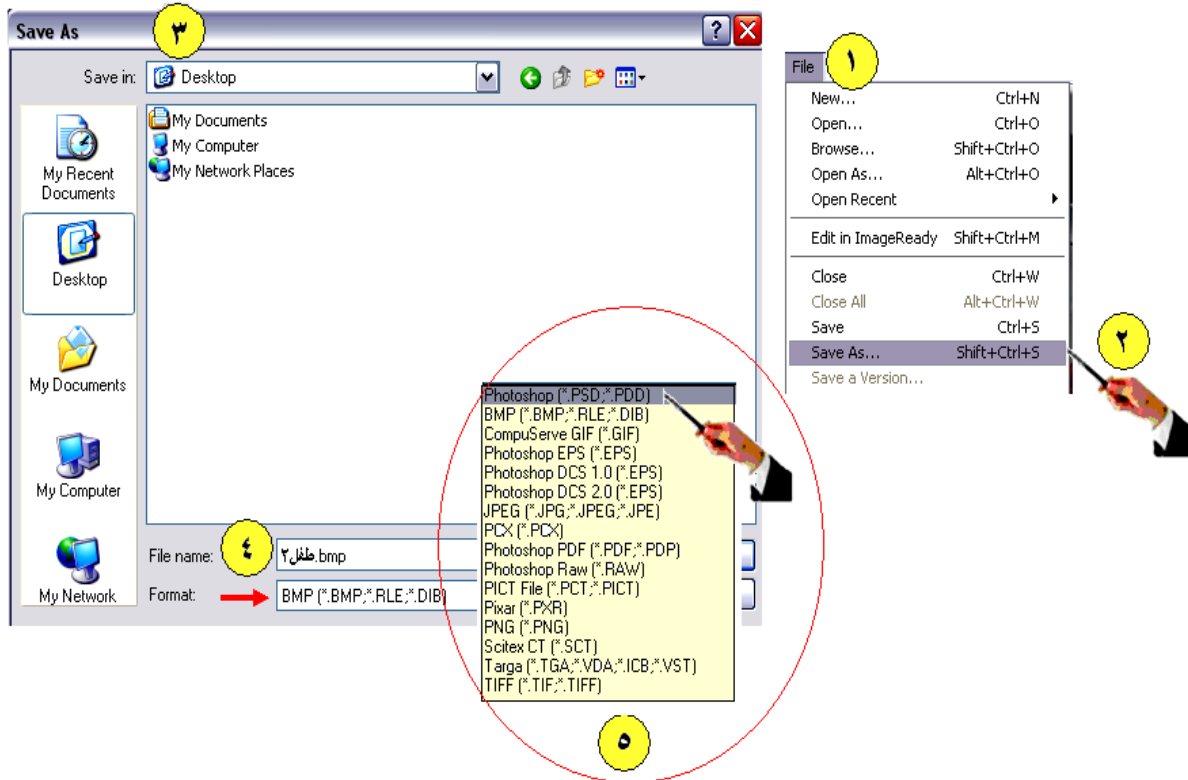 Save As
٣
Save in:
Desktop
My Documents
My Computer
My Network Places
My Recent
Documents
Desktop
My Documents
My Computer
My Network
File name:
٤
طفل٢.bmp
Format:
BMP (*.BMP;*.RLE;*.DIB)
Photoshop (*.PSD;*.PDD)
BMP (*.BMP;*.RLE;*.DIB)
CompuServe GIF (*.GIF)
Photoshop EPS (*.EPS)
Photoshop DCS 1.0 (*.EPS)
Photoshop DCS 2.0 (*.EPS)
JPEG (*.JPG;*.JPEG;*.JPE)
PCX (*.PCX)
Photoshop PDF (*.PDF;*.PDP)
Photoshop Raw (*.RAW)
PICT File (*.PCT;*.PICT)
Pixar (*.PXR)
PNG (*.PNG)
Scitex CT (*.SCT)
Targa (*.TGA;*.VDA;*.ICB;*.VST)
TIFF (*.TIF;*.TIFF)
٥
File
١
New... Ctrl+N
Open... Ctrl+O
Browse... Shift+Ctrl+O
Open As... Alt+Ctrl+O
Open Recent
Edit in ImageReady Shift+Ctrl+M
Close Ctrl+W
Close All Alt+Ctrl+W
Save Ctrl+S
Save As... Shift+Ctrl+S
٢
Save a Version...